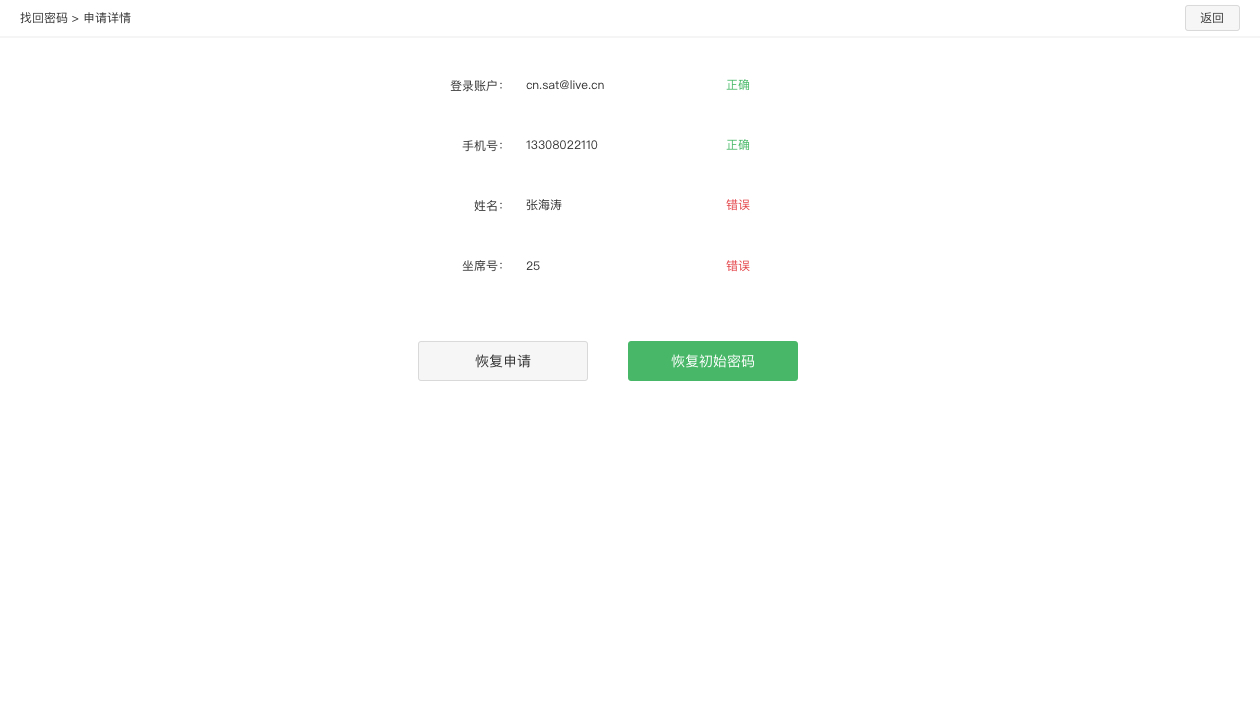 找回密码 > 申请详情
返回
登录账户： cn.sat@live.cn 正确
手机号： 13308022110 正确
姓名： 张海涛 错误
坐席号： 25 错误
恢复申请 恢复初始密码